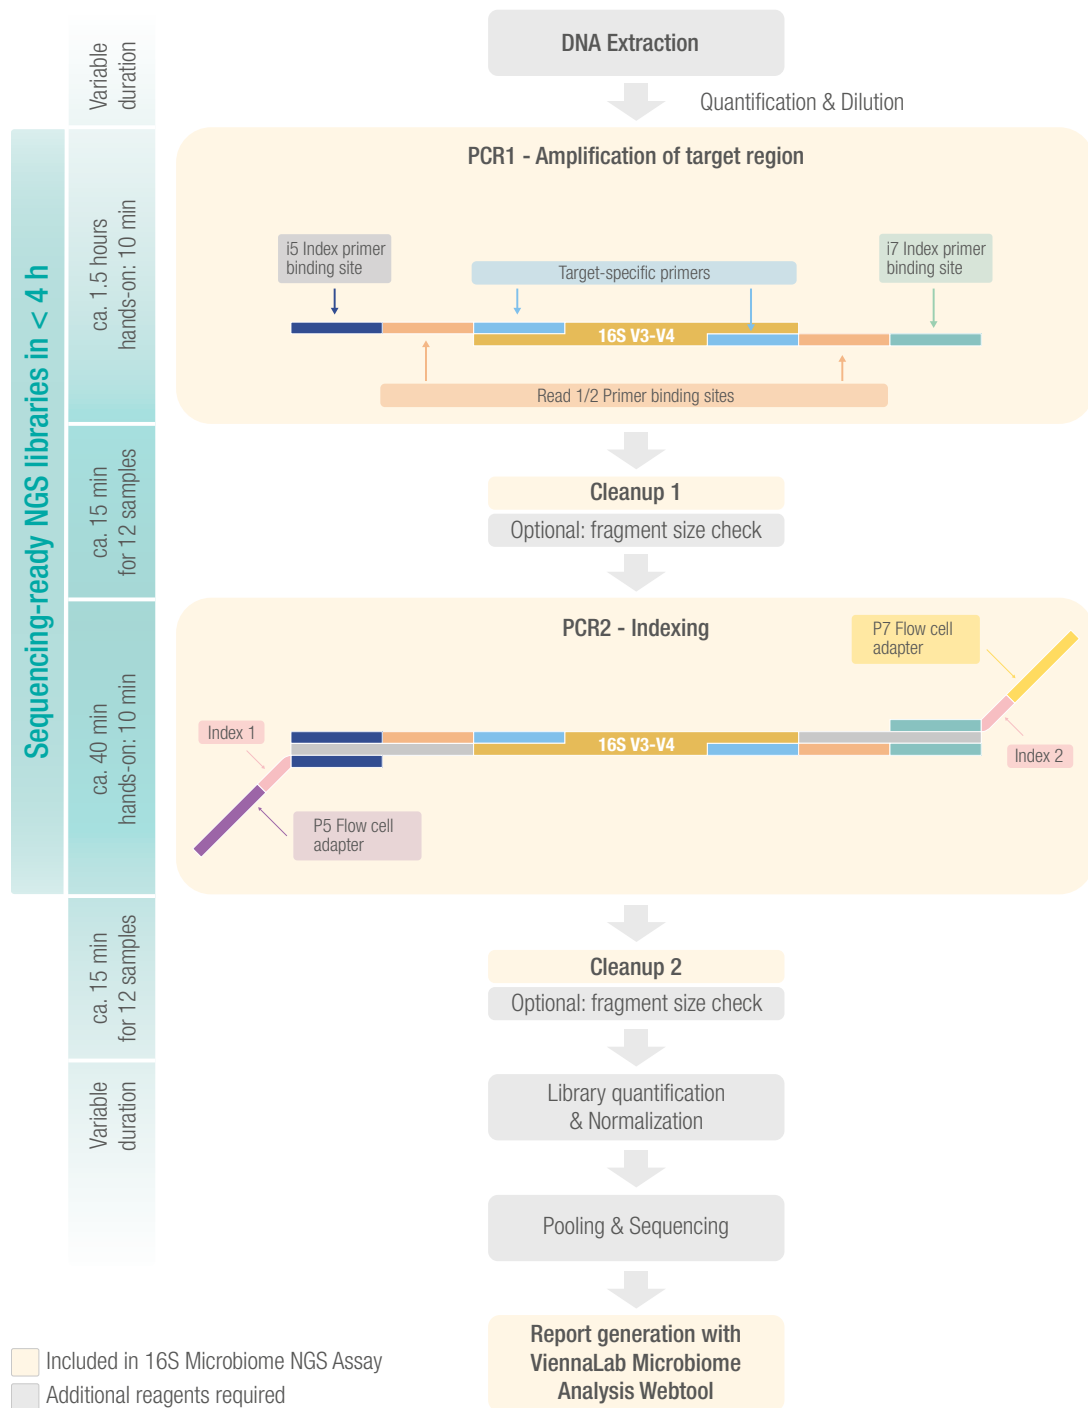 DNA Extraction
Variable
duration
Quantification & Dilution
Sequencing-ready NGS libraries in < 4 h
ca. 1.5 hours
hands-on: 10 min
PCR1 - Amplification of target region
i5 Index primer
binding site
Target-specific primers
i7 Index primer
binding site
16S V3-V4
Read 1/2 Primer binding sites
ca. 15 min
for 12 samples
Cleanup 1
Optional: fragment size check
ca. 40 min
hands-on: 10 min
PCR2 - Indexing
P7 Flow cell
adapter
Index 1
16S V3-V4
Index 2
P5 Flow cell
adapter
ca. 15 min
for 12 samples
Cleanup 2
Optional: fragment size check
Variable
duration
Library quantification
& Normalization
Pooling & Sequencing
Report generation with
ViennaLab Microbiome
Analysis Webtool
Included in 16S Microbiome NGS Assay
Additional reagents required